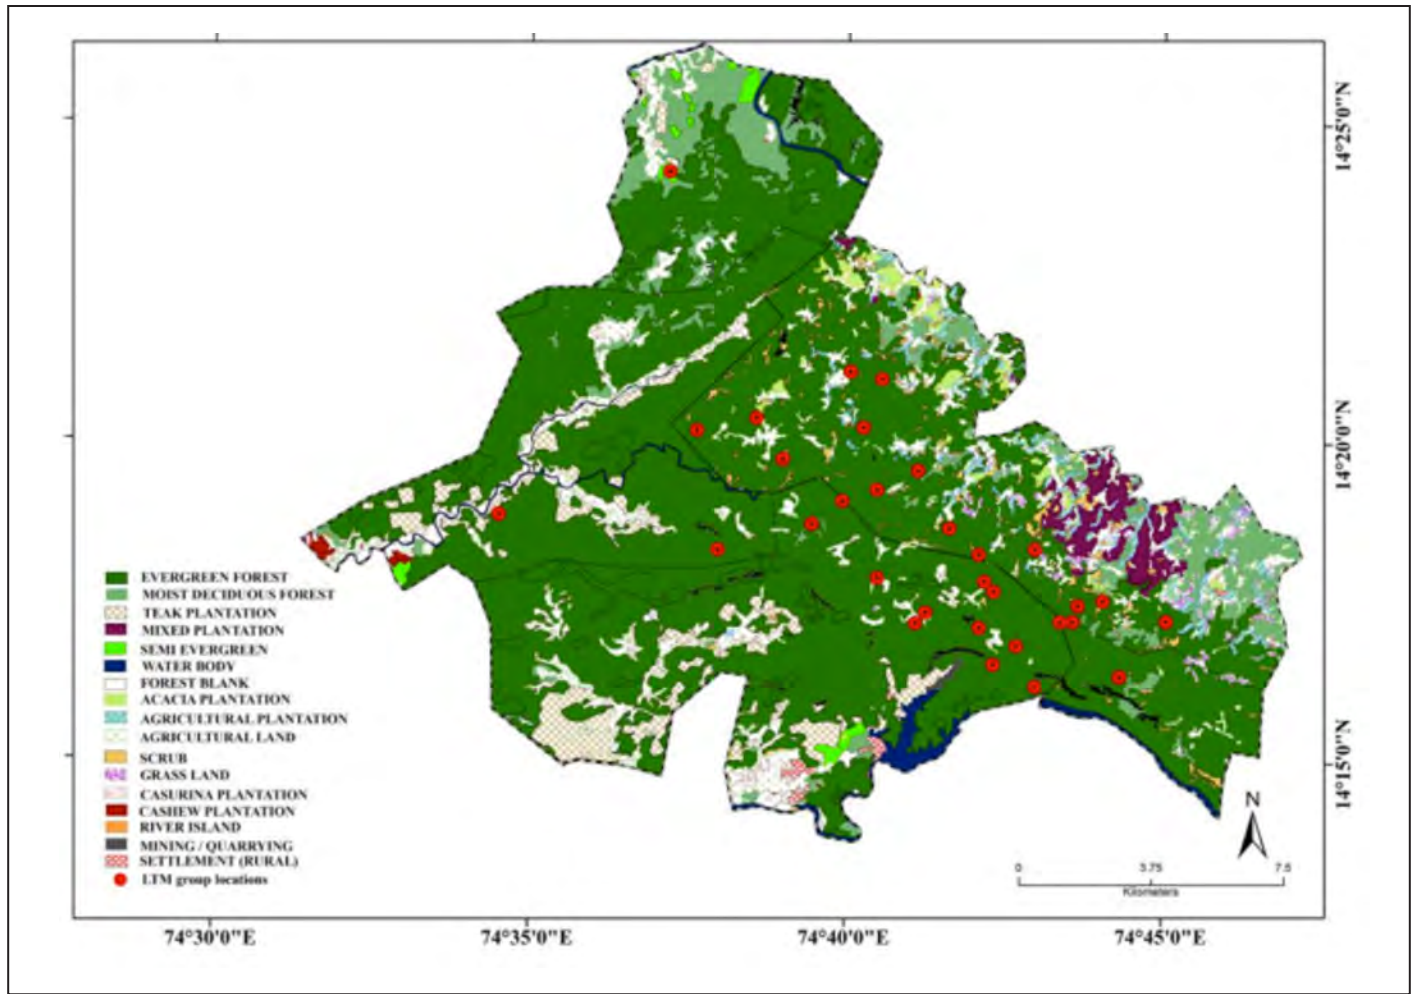 14°25'0"N
14°20'0"N
14°15'0"N
EVERGREEN FOREST
MOIST DECIDUOUS FOREST
TEAK PLANTATION
MIXED PLANTATION
SEMI EVERGREEN
WATER BODY
FOREST BLANK
ACACIA PLANTATION
AGRICULTURAL PLANTATION
AGRICULTURAL LAND
SCRUB
GRASS LAND
CASURINA PLANTATION
CASHEW PLANTATION
RIVER ISLAND
MINING / QUARRYING
SETTLEMENT (RURAL)
LTM group locations
N
0 3.75 7.5
Kilometers
74°30'0"E 74°35'0"E 74°40'0"E 74°45'0"E